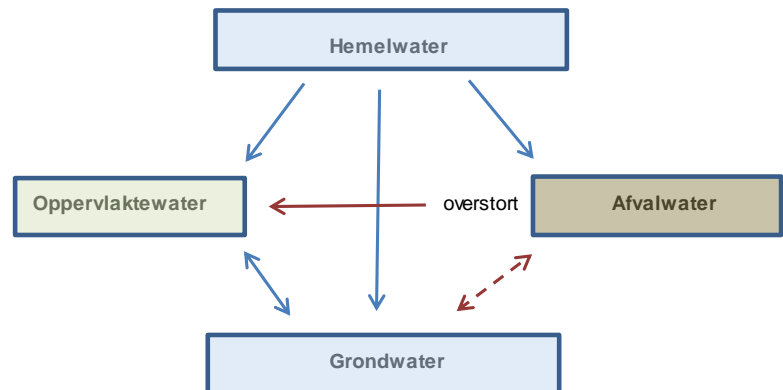 Hemelwater
Oppervlaktewater
overstort
Afvalwater
Grondwater